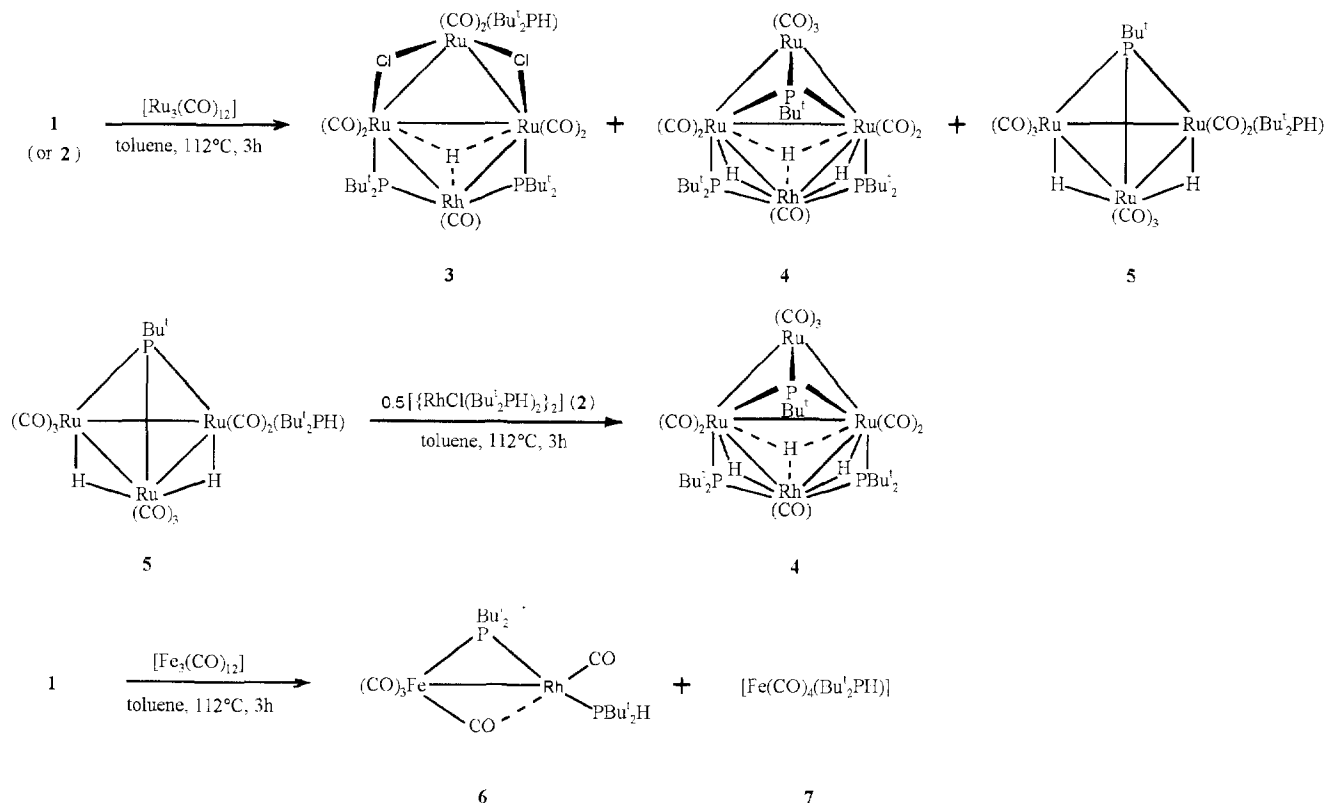 1
(or 2)
[Ru3(CO)12]
toluene, 112°C, 3h
(CO)2(Bu^t2PH)
Ru
Cl
Cl
(CO)2Ru
Ru(CO)2
H
Bu^t2P
PBu^t2
Rh
(CO)
3
+
(CO)3
Ru
P
Bu^t
(CO)2Ru
Ru(CO)2
H
H
H
Bu^t2P
PBu^t2
Rh
(CO)
4
+
Bu^t
P
(CO)3Ru
Ru(CO)2(Bu^t2PH)
H
H
Ru
(CO)3
5
Bu^t
P
(CO)3Ru
Ru(CO)2(Bu^t2PH)
H
H
Ru
(CO)3
5
0.5[{RhCl(Bu^t2PH)2}2] (2)
toluene, 112°C, 3h
(CO)3
Ru
P
Bu^t
(CO)2Ru
Ru(CO)2
H
H
H
Bu^t2P
PBu^t2
Rh
(CO)
4
1
[Fe3(CO)12]
toluene, 112°C, 3h
Bu^t2
P
CO
(CO)3Fe
Rh
CO
PBu^t2H
6
+
[Fe(CO)4(Bu^t2PH)]
7